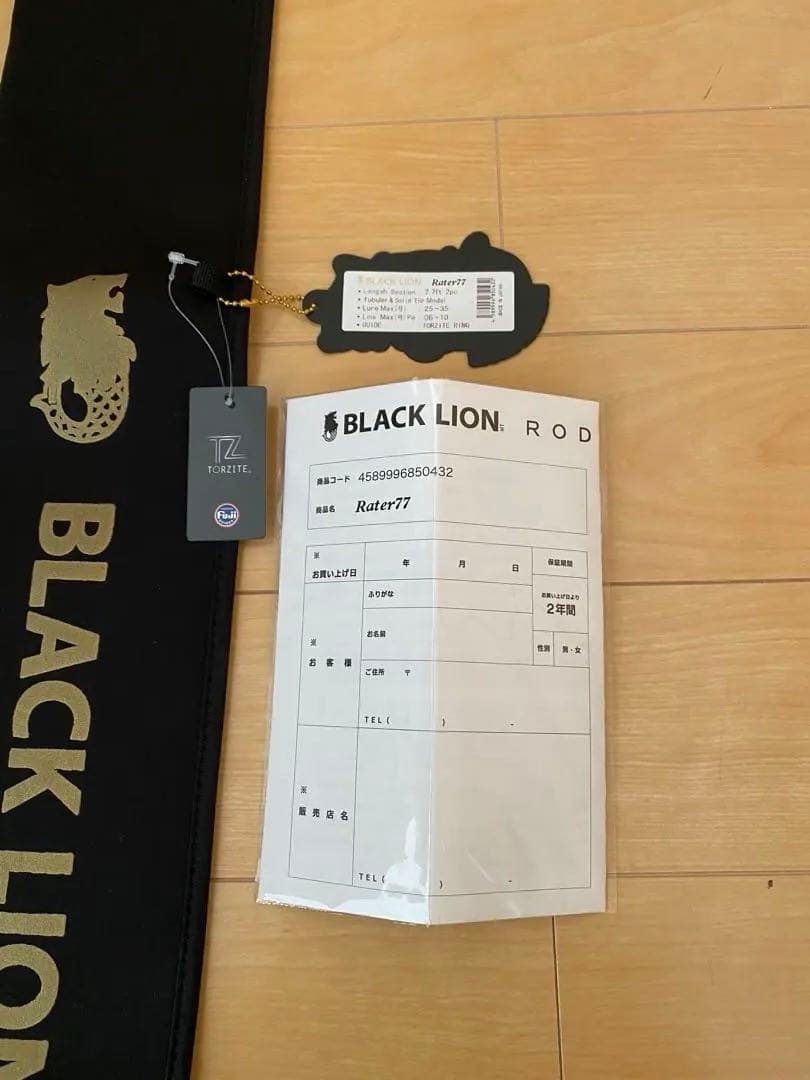 BLACK LION
BLACK LION Rater77
• Length Section 7.7ft 2pc
• Tubuler & Solid Tip Model
• Lure Max(g) 25-35
• Line Max(号)Pe 06-10
• GUIDE TORZITE RING
TZ
TORZITE
Fuji
BLACK LION ROD
商品コード 4589996850432
商品名 Rater77
※
お買い上げ日
年 月 日
保証期間
お買い上げ日より
2年間
ふりがな
※
お客様
お名前
性別 男・女
ご住所 〒
TEL( ) -
※
販売店名
TEL( ) -